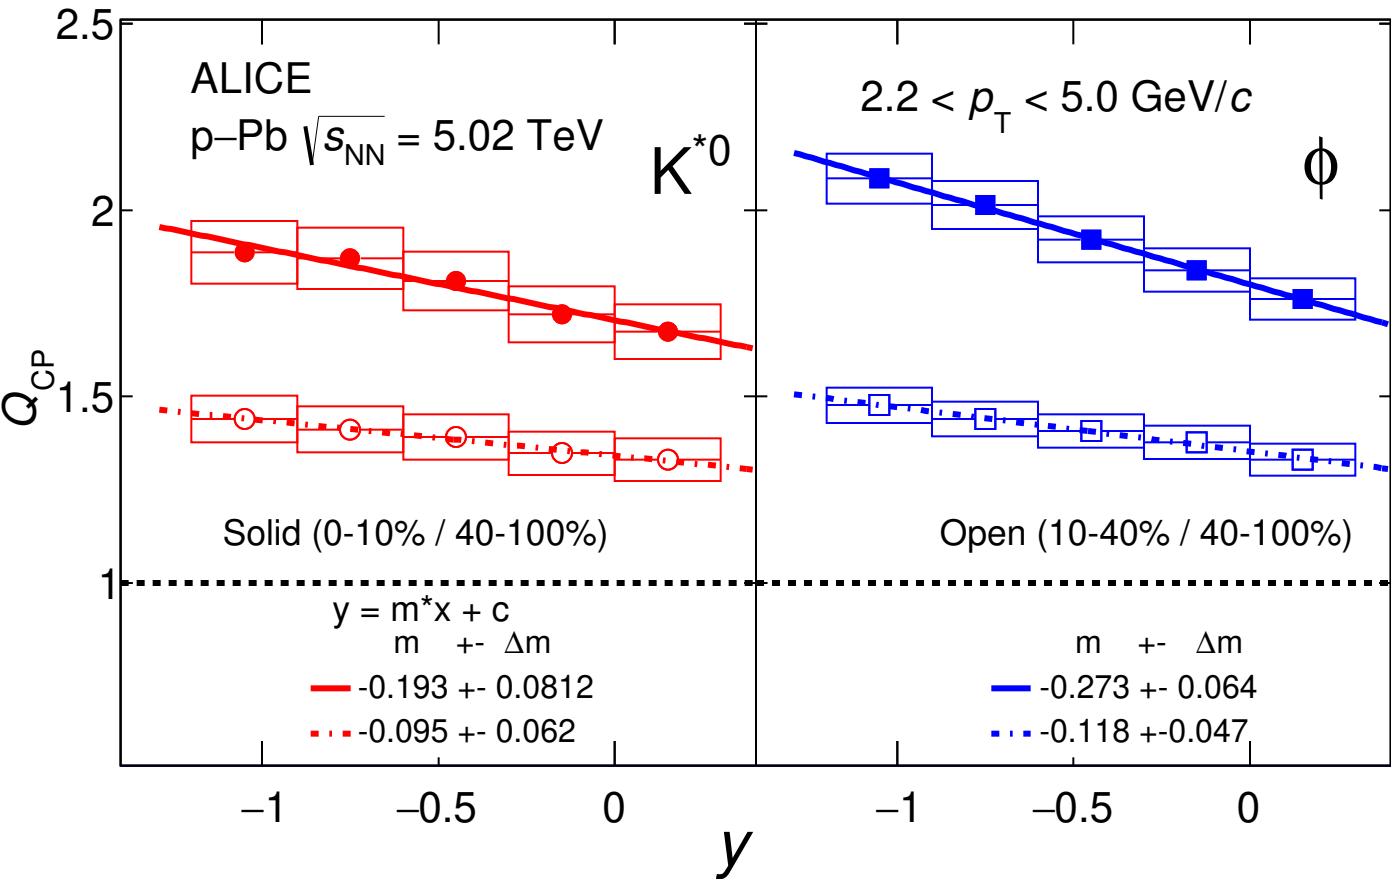 ALICE
p–Pb √sNN = 5.02 TeV
K*0
2.2 < pT < 5.0 GeV/c
ϕ
QCP
2.5
2
1.5
1
Solid (0-10% / 40-100%)
Open (10-40% / 40-100%)
y = m*x + c
m +- Δm
-0.193 +- 0.0812
-0.095 +- 0.062
m +- Δm
-0.273 +- 0.064
-0.118 +-0.047
−1 −0.5 0
−1 −0.5 0
y